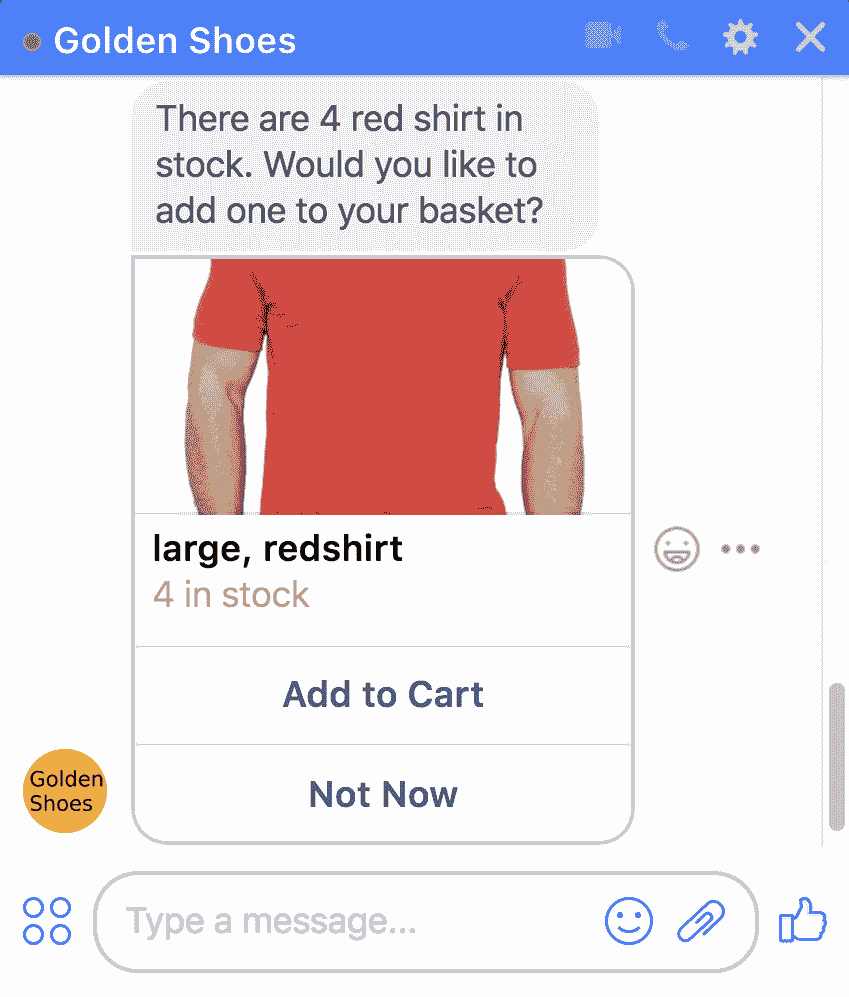 Golden Shoes
There are 4 red shirt in
stock. Would you like to
add one to your basket?
large, redshirt
4 in stock
Add to Cart
Not Now
Golden
Shoes
Type a message...